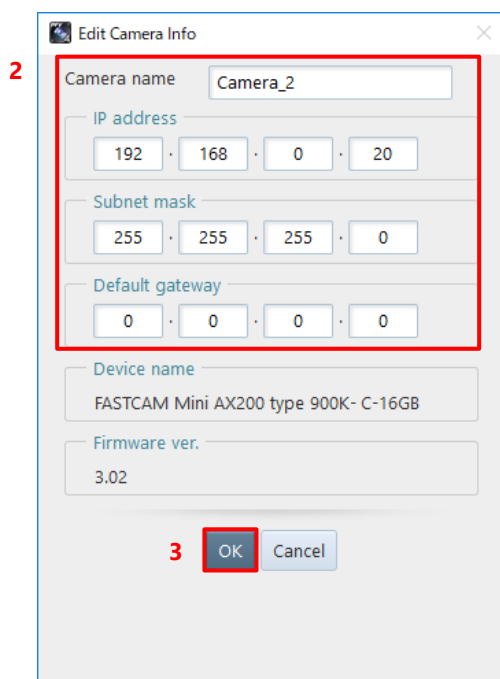 Edit Camera Info
2
Camera name Camera_2
IP address
192 . 168 . 0 . 20
Subnet mask
255 . 255 . 255 . 0
Default gateway
0 . 0 . 0 . 0
Device name
FASTCAM Mini AX200 type 900K- C-16GB
Firmware ver.
3.02
3 OK Cancel